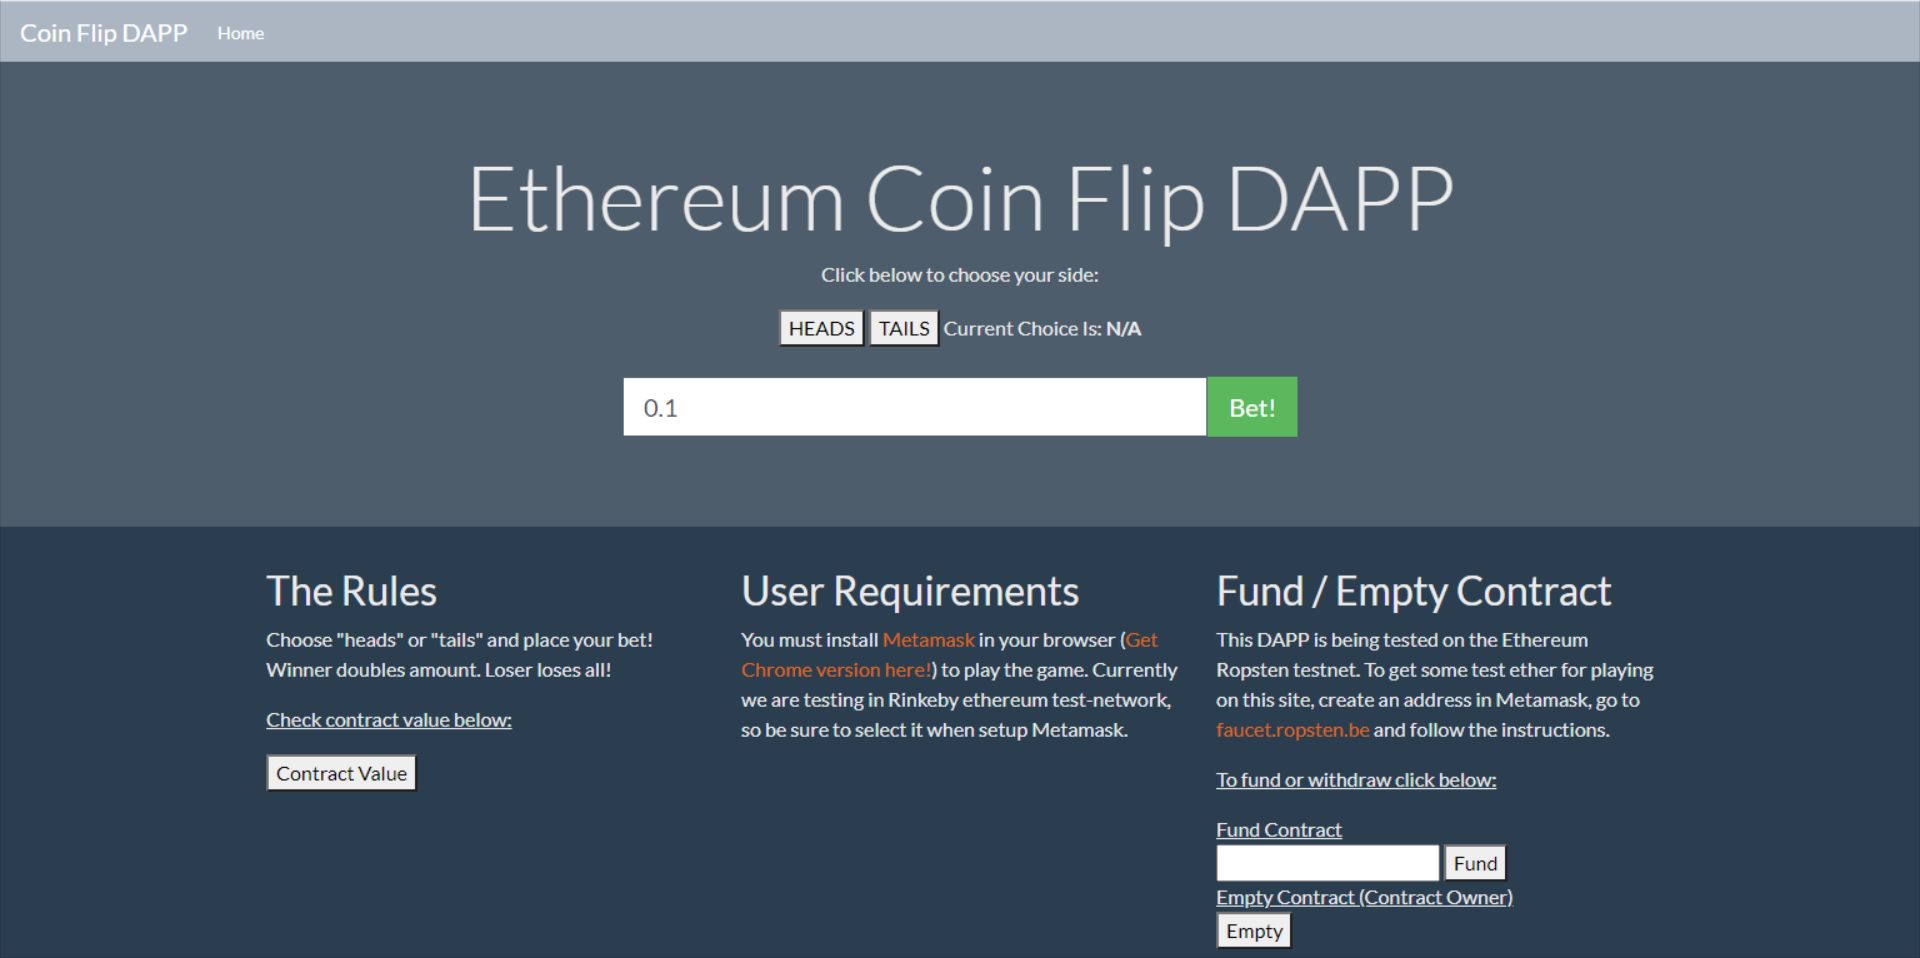 Coin Flip DAPP Home
Ethereum Coin Flip DAPP
Click below to choose your side:
HEADS TAILS Current Choice Is: N/A
0.1 Bet!
The Rules
Choose "heads" or "tails" and place your bet!
Winner doubles amount. Loser loses all!
Check contract value below:
Contract Value
User Requirements
You must install Metamask in your browser (Get
Chrome version here!) to play the game. Currently
we are testing in Rinkeby ethereum test-network,
so be sure to select it when setup Metamask.
Fund / Empty Contract
This DAPP is being tested on the Ethereum
Ropsten testnet. To get some test ether for playing
on this site, create an address in Metamask, go to
faucet.ropsten.be and follow the instructions.
To fund or withdraw click below:
Fund Contract
Fund
Empty Contract (Contract Owner)
Empty